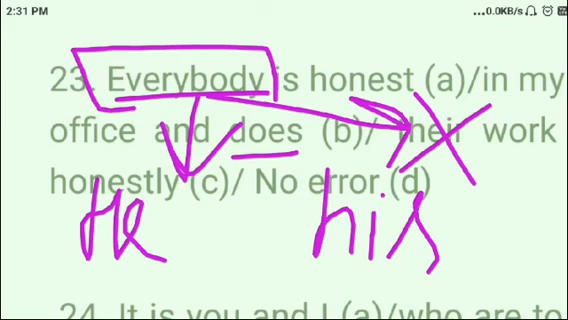 2:31 PM ...0.0KB/s
23. Everybody is honest (a)/in my
office and does (b)/ their work
honestly (c)/ No error (d)
He his
24. It is you and I (a)/who are to